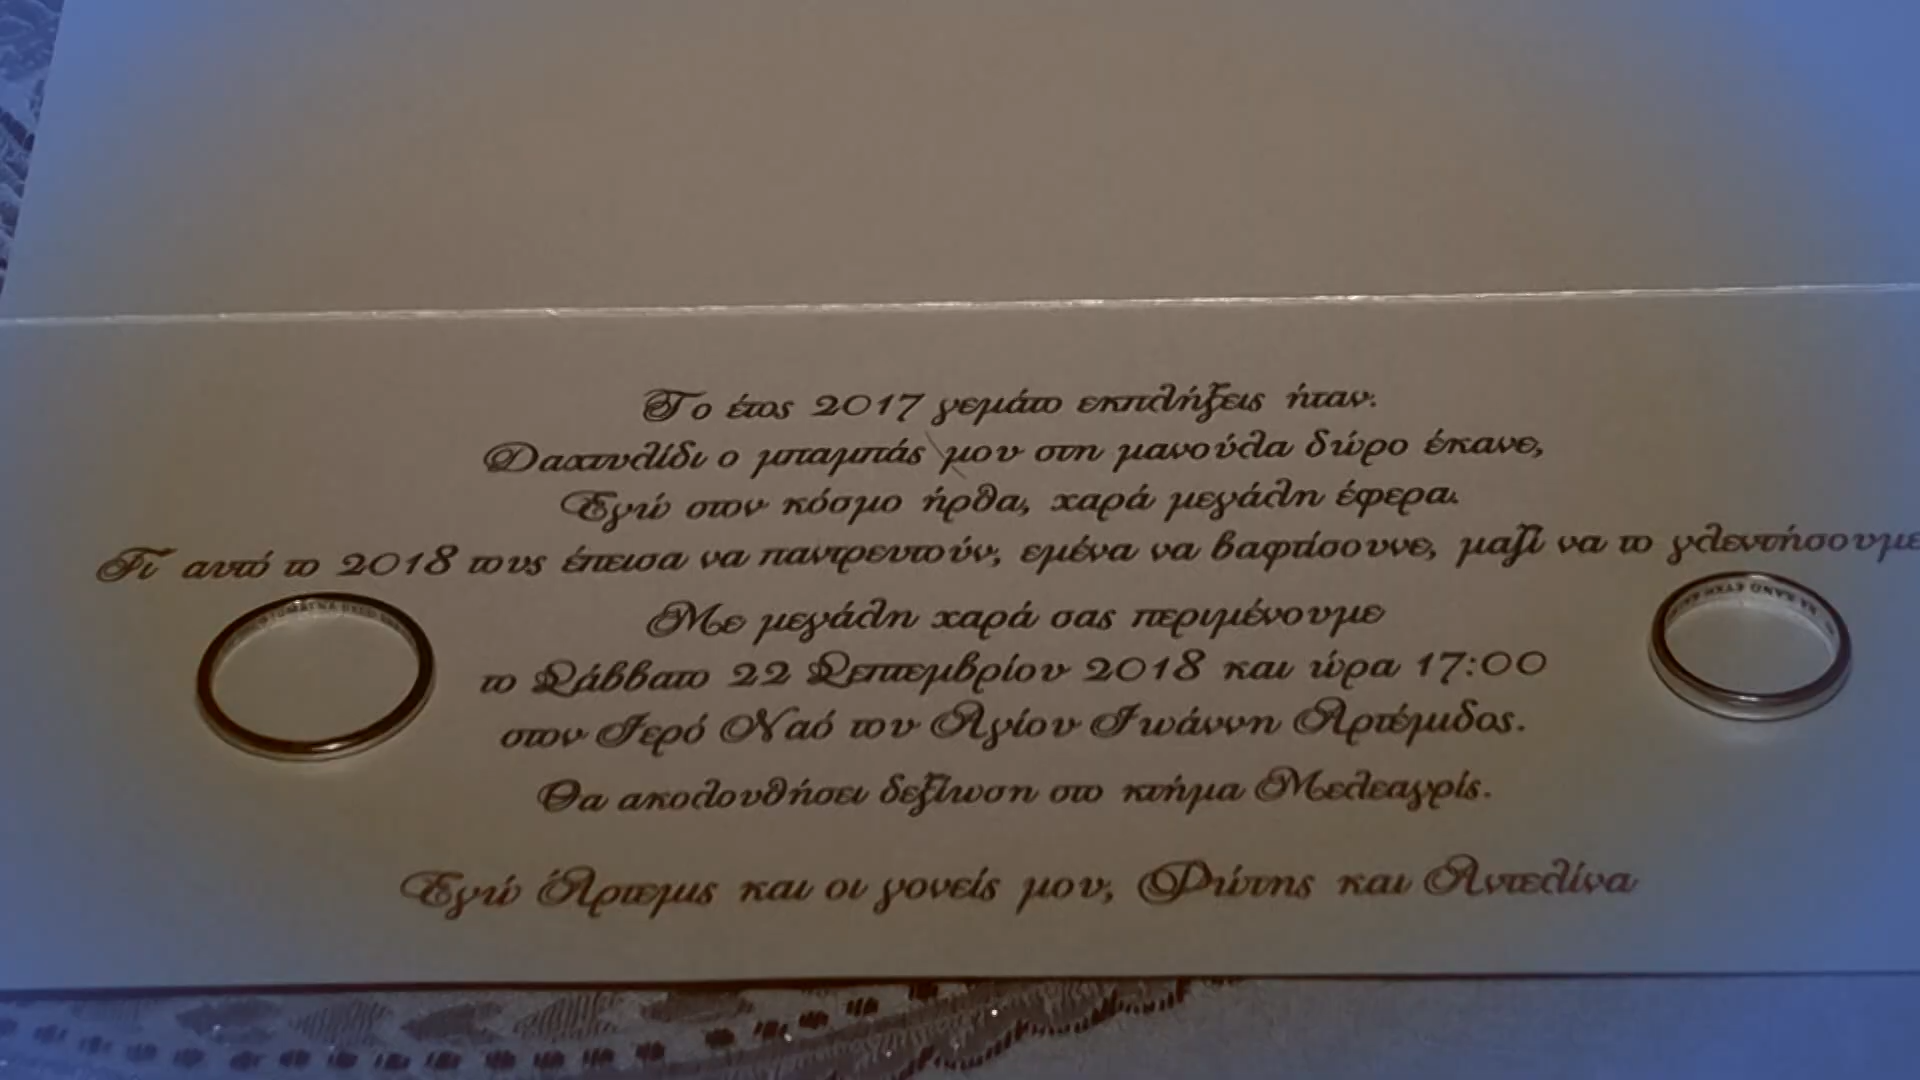 Το έτος 2017 γεμάτο εκπλήξεις ήταν.
Δαχτυλίδι ο μπαμπάς μου στη μανούλα δώρο έκανε,
Εγώ στον κόσμο ήρθα, χαρά μεγάλη έφερα.
Γι αυτό το 2018 τους έπεισα να παντρευτούν, εμένα να βαφτίσουνε, μαζί να το γλεντήσουμε
Με μεγάλη χαρά σας περιμένουμε
το Σάββατο 22 Σεπτεμβρίου 2018 και ώρα 17:00
στον Ιερό Ναό του Αγίου Ιωάννη Αρτέμιδος.
Θα ακολουθήσει δεξίωση στο κτήμα Μελεαγρίς.
Εγώ Άρτεμις και οι γονείς μου, Φώτης και Αντελίνα